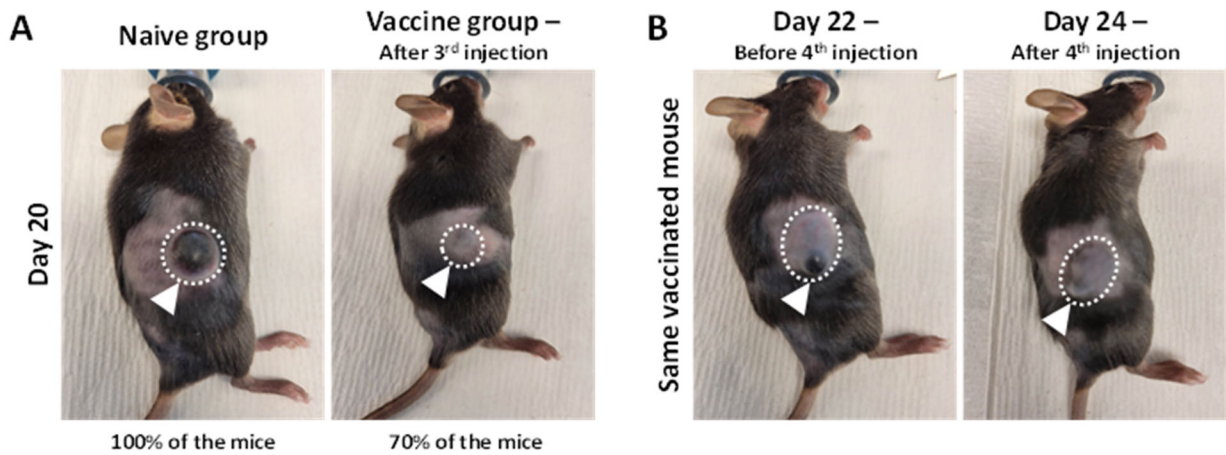 A
Naive group
Vaccine group –
After 3rd injection
Day 20
100% of the mice
70% of the mice
B
Day 22 –
Before 4th injection
Day 24 –
After 4th injection
Same vaccinated mouse